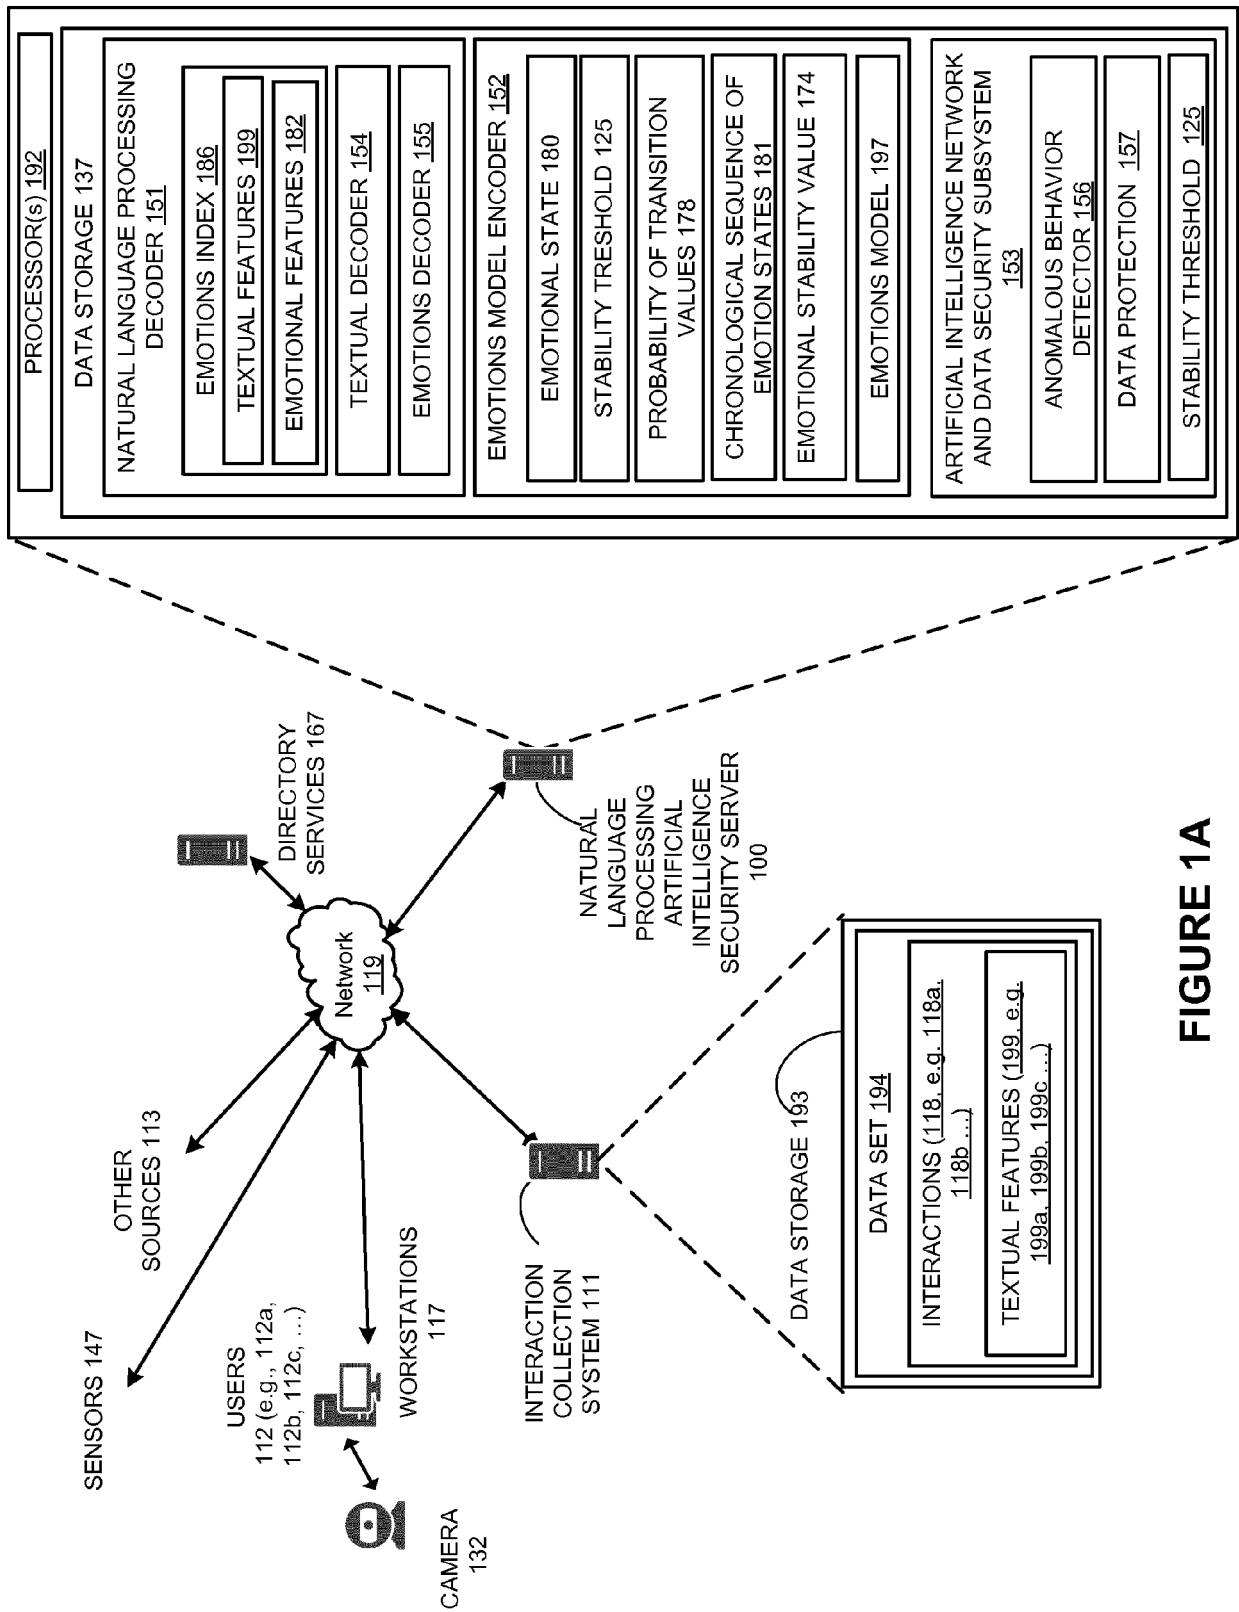 SENSORS 147
OTHER
SOURCES 113
USERS
112 (e.g., 112a,
112b, 112c, …)
CAMERA
132
WORKSTATIONS
117
Network
119
DIRECTORY
SERVICES 167
INTERACTION
COLLECTION
SYSTEM 111
NATURAL
LANGUAGE
PROCESSING
ARTIFICIAL
INTELLIGENCE
SECURITY SERVER
100
DATA STORAGE 193
DATA SET 194
INTERACTIONS (118, e.g. 118a,
118b …)
TEXTUAL FEATURES (199, e.g.
199a, 199b, 199c …)
PROCESSOR(s) 192
DATA STORAGE 137
NATURAL LANGUAGE PROCESSING
DECODER 151
EMOTIONS INDEX 186
TEXTUAL FEATURES 199
EMOTIONAL FEATURES 182
TEXTUAL DECODER 154
EMOTIONS DECODER 155
EMOTIONS MODEL ENCODER 152
EMOTIONAL STATE 180
STABILITY TRESHOLD 125
PROBABILITY OF TRANSITION
VALUES 178
CHRONOLOGICAL SEQUENCE OF
EMOTION STATES 181
EMOTIONAL STABILITY VALUE 174
EMOTIONS MODEL 197
ARTIFICIAL INTELLIGENCE NETWORK
AND DATA SECURITY SUBSYSTEM
153
ANOMALOUS BEHAVIOR
DETECTOR 156
DATA PROTECTION 157
STABILITY THRESHOLD 125
FIGURE 1A